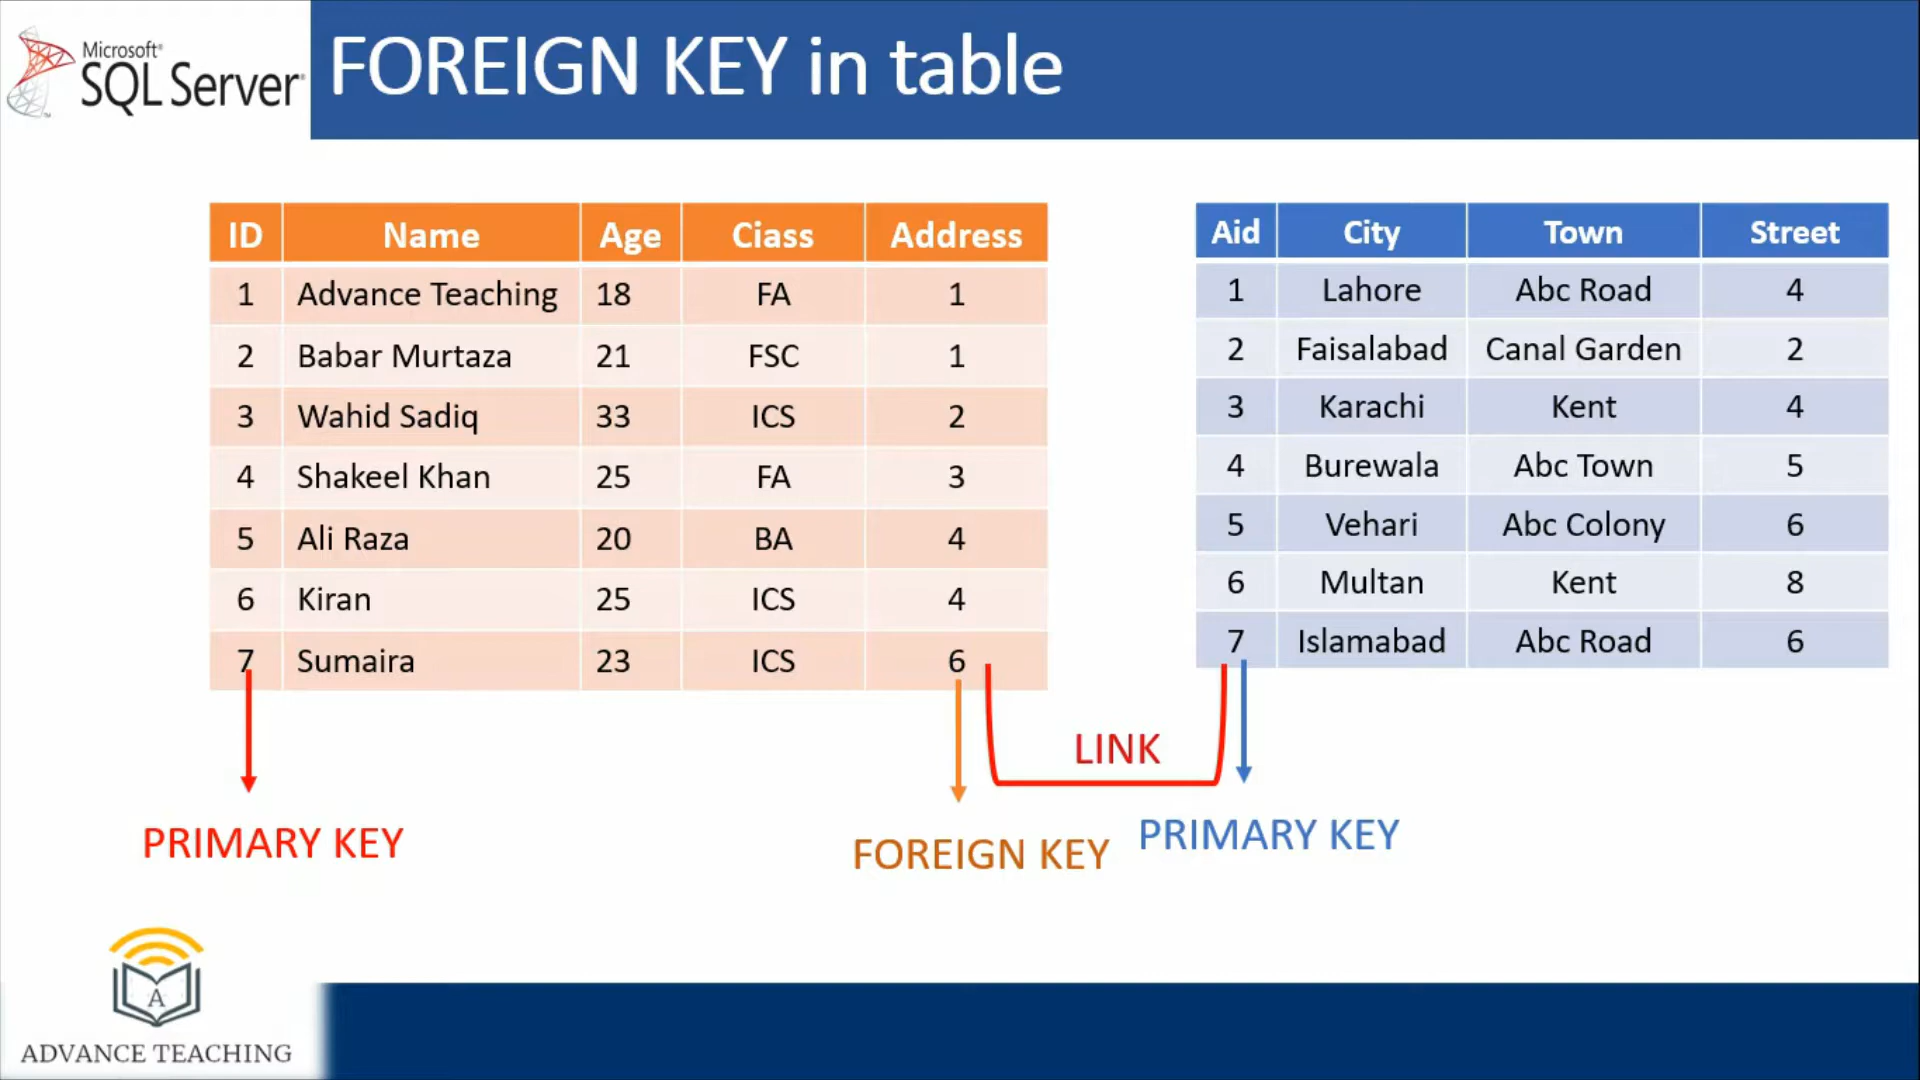 Microsoft®
SQL Server®
FOREIGN KEY in table
ID Name Age Ciass Address
1 Advance Teaching 18 FA 1
2 Babar Murtaza 21 FSC 1
3 Wahid Sadiq 33 ICS 2
4 Shakeel Khan 25 FA 3
5 Ali Raza 20 BA 4
6 Kiran 25 ICS 4
7 Sumaira 23 ICS 6
Aid City Town Street
1 Lahore Abc Road 4
2 Faisalabad Canal Garden 2
3 Karachi Kent 4
4 Burewala Abc Town 5
5 Vehari Abc Colony 6
6 Multan Kent 8
7 Islamabad Abc Road 6
LINK
PRIMARY KEY
FOREIGN KEY
PRIMARY KEY
A
ADVANCE TEACHING